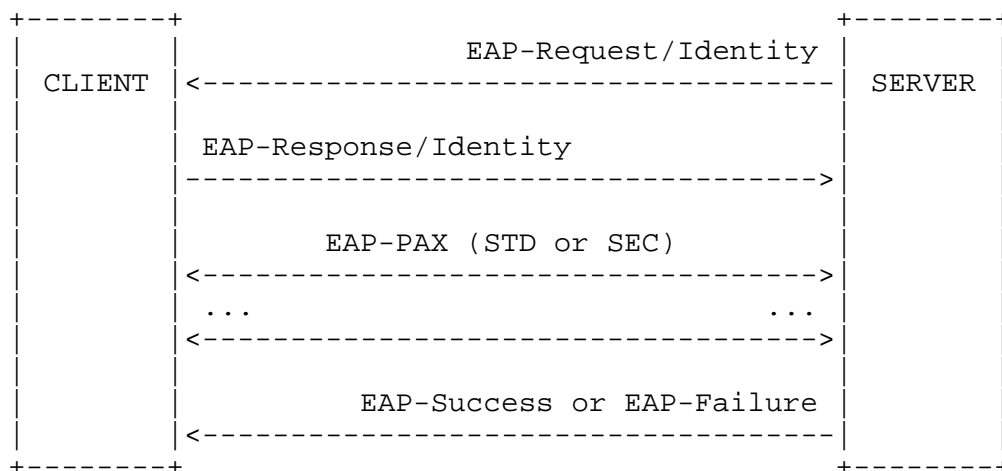 EAP-Request/Identity
CLIENT SERVER
EAP-Response/Identity
EAP-PAX (STD or SEC)
... ...
EAP-Success or EAP-Failure